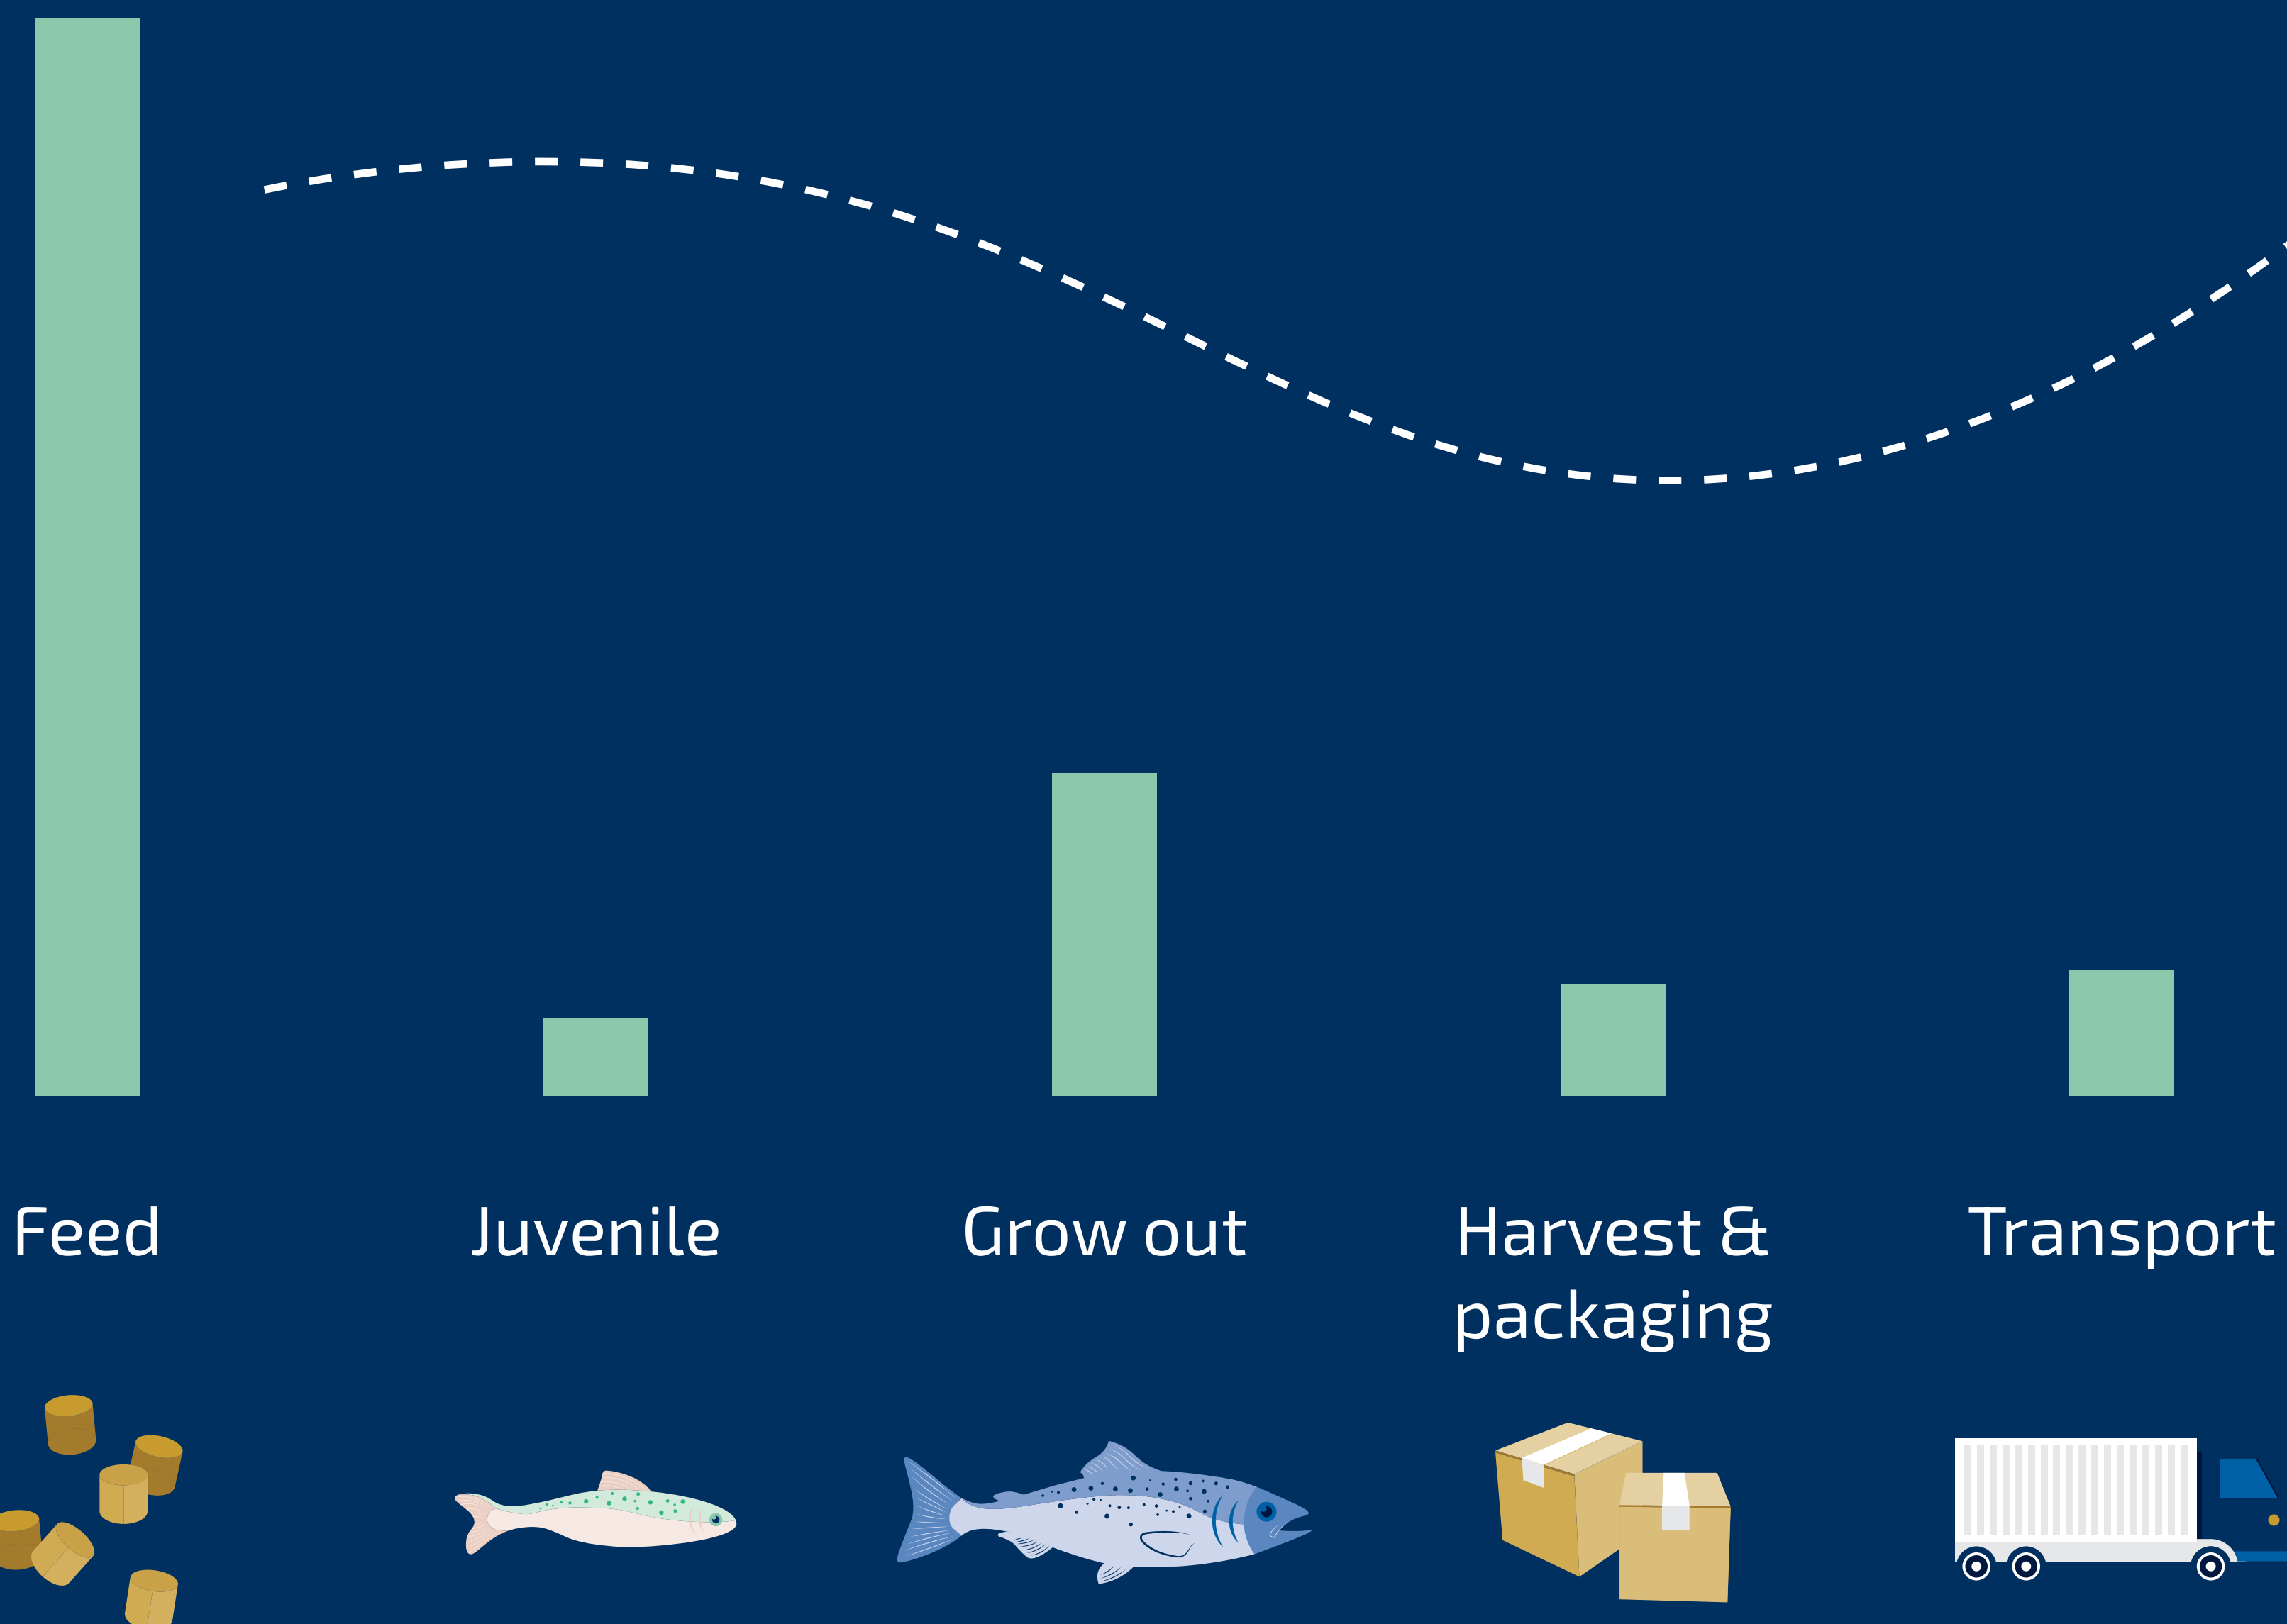 Feed
Juvenile
Grow out
Harvest &
packaging
Transport